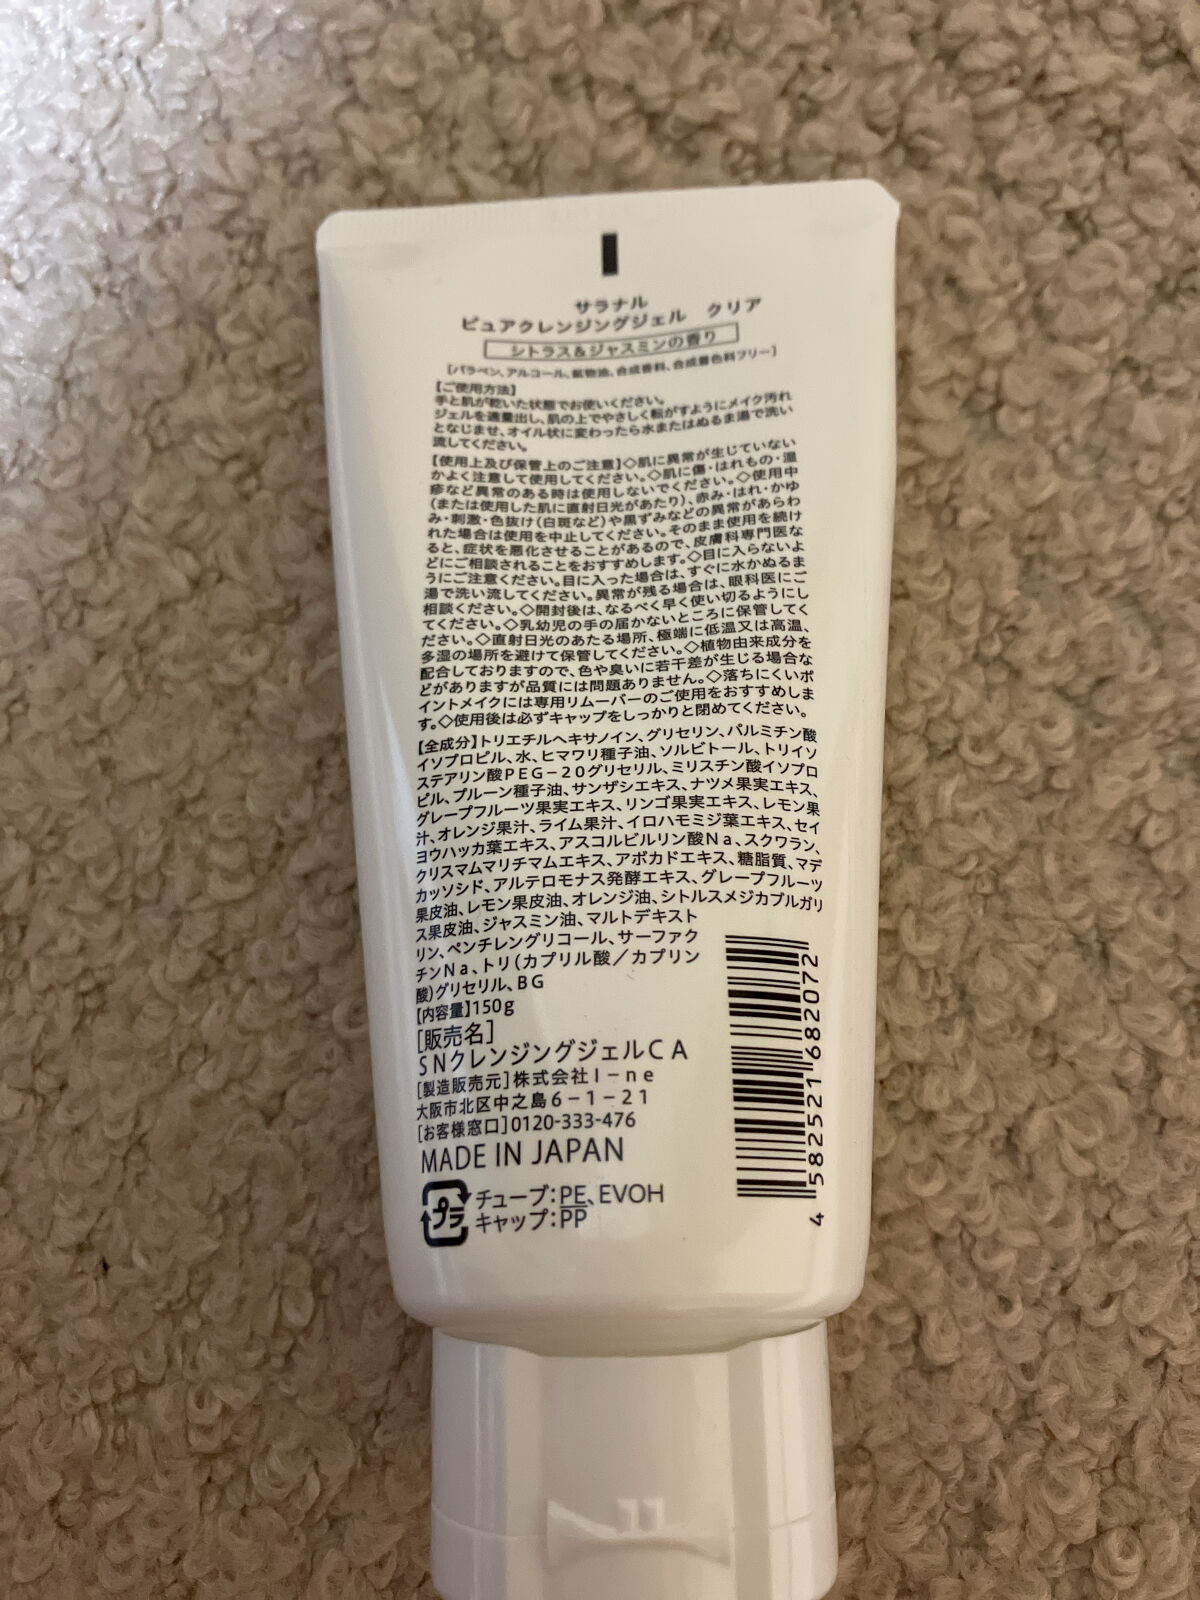 サラナル
ピュアクレンジングジェル クリア
シトラス&ジャスミンの香り
[パラベン、アルコール、鉱物油、合成香料、合成着色料フリー]
【ご使用方法】
手と肌が乾いた状態でお使いください。
ジェルを適量出し、肌の上でやさしく転がすようにメイク汚れ
となじませ、オイル状に変わったら水またはぬるま湯で洗い
流してください。
【使用上及び保管上のご注意】◇肌に異常が生じていない
かよく注意して使用してください。◇肌に傷・はれもの・湿
疹など異常のある時は使用しないでください。◇使用中
(または使用した肌に直射日光があたり)、赤み・はれ・かゆ
み・刺激・色抜け(白斑など)や黒ずみなどの異常があらわ
れた場合は使用を中止してください。そのまま使用を続け
ると、症状を悪化させることがあるので、皮膚科専門医な
どにご相談されることをおすすめします。◇目に入らないよ
うにご注意ください。目に入った場合は、すぐに水かぬるま
湯で洗い流してください。異常が残る場合は、眼科医にご
相談ください。◇開封後は、なるべく早く使い切るようにし
てください。◇乳幼児の手の届かないところに保管してく
ださい。◇直射日光のあたる場所、極端に低温又は高温、
多湿の場所を避けて保管してください。◇植物由来成分を
配合しておりますので、色や臭いに若干差が生じる場合な
どがありますが品質には問題ありません。◇落ちにくいポ
イントメイクには専用リムーバーのご使用をおすすめしま
す。◇使用後は必ずキャップをしっかりと閉めてください。
【全成分】トリエチルヘキサノイン、グリセリン、パルミチン酸
イソプロピル、水、ヒマワリ種子油、ソルビトール、トリイソ
ステアリン酸PEG-20グリセリル、ミリスチン酸イソプロ
ピル、プルーン種子油、サンザシエキス、ナツメ果実エキス、
グレープフルーツ果実エキス、リンゴ果実エキス、レモン果
汁、オレンジ果汁、ライム果汁、イロハモミジ葉エキス、セイ
ヨウハッカ葉エキス、アスコルビルリン酸Na、スクワラン、
クリスマムマリチマムエキス、アボカドエキス、糖脂質、マデ
カッソシド、アルテロモナス発酵エキス、グレープフルーツ
果皮油、レモン果皮油、オレンジ油、シトルスメジカブルガリ
ス果皮油、ジャスミン油、マルトデキスト
リン、ペンチレングリコール、サーファク
チンNa、トリ(カプリル酸/カプリン
酸)グリセリル、BG
【内容量】150g
[販売名]
SNクレンジングジェルCA
[製造販売元]株式会社I-ne
大阪市北区中之島6-1-21
[お客様窓口]0120-333-476
MADE IN JAPAN
プラ
チューブ:PE、EVOH
キャップ:PP
4 582521 682072